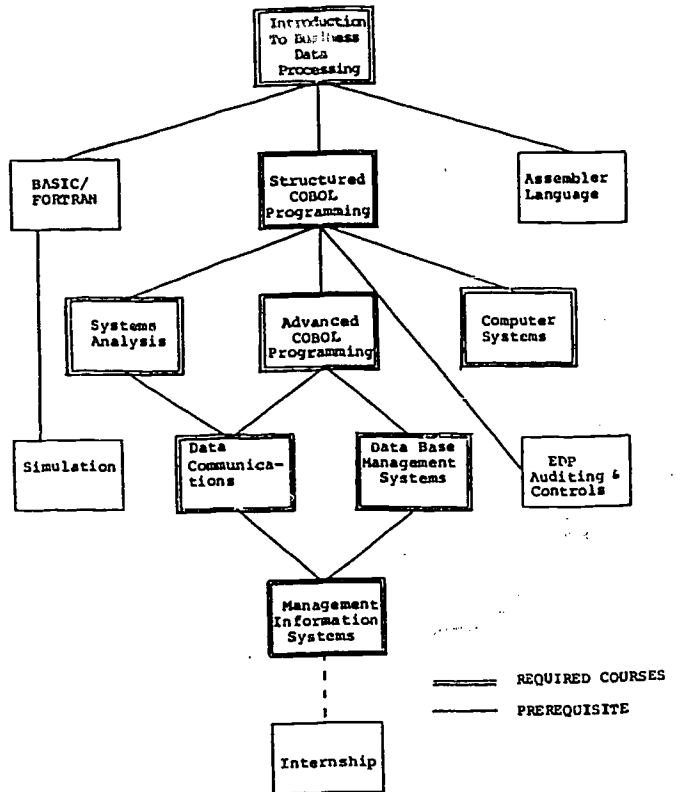 Introduction
To Business
Data
Processing
BASIC/
FORTRAN
Structured
COBOL
Programming
Assembler
Language
Systems
Analysis
Advanced
COBOL
Programming
Computer
Systems
Simulation
Data
Communica-
tions
Data Base
Management
Systems
EDP
Auditing &
Controls
Management
Information
Systems
REQUIRED COURSES
PREREQUISITE
Internship